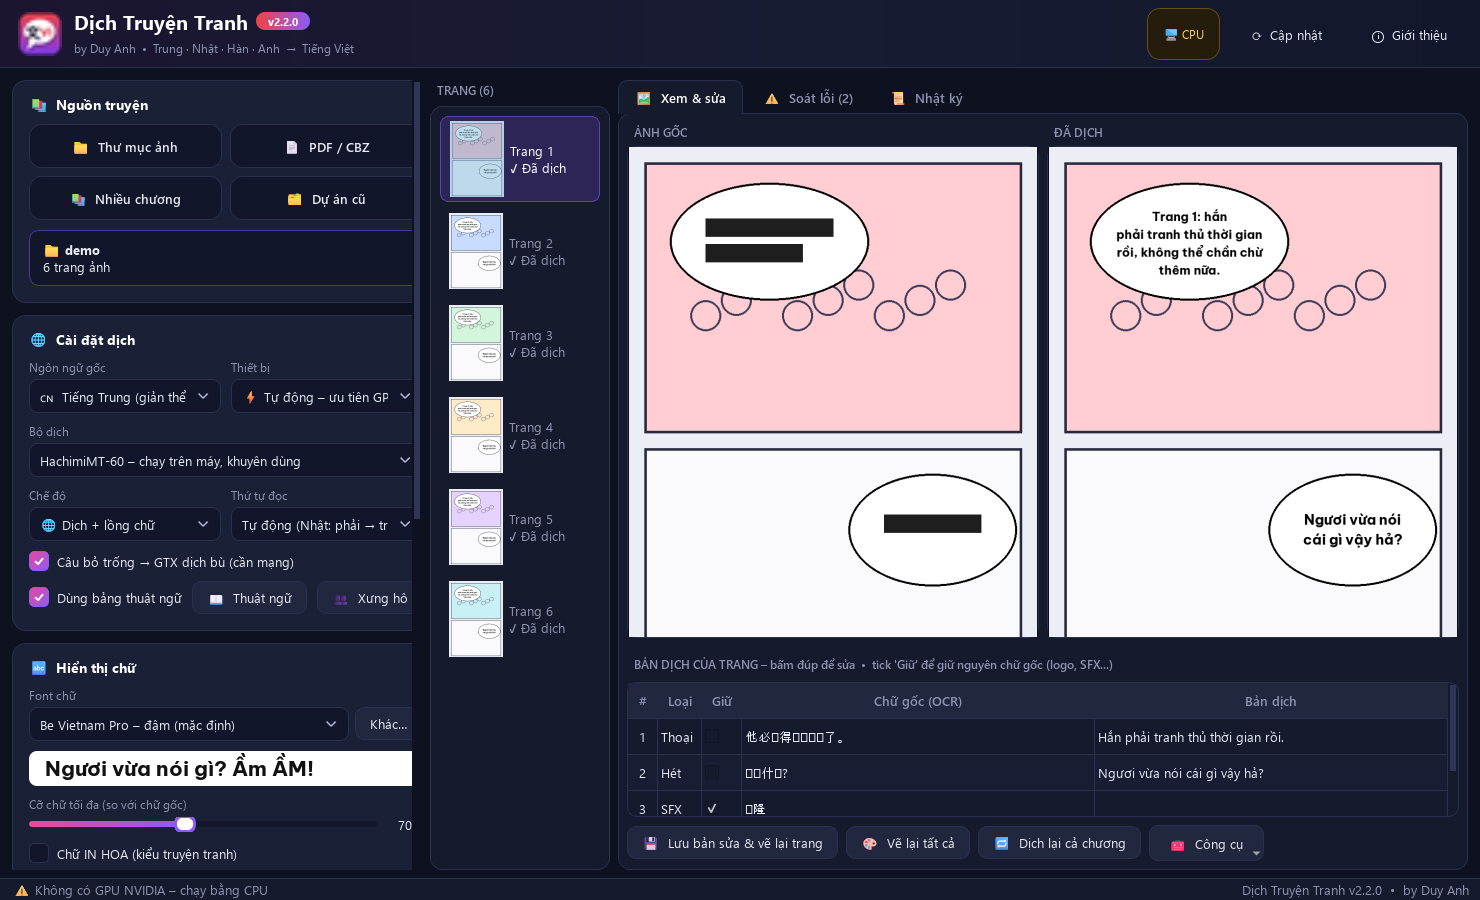 Dịch Truyện Tranh v2.2.0
by Duy Anh • Trung · Nhật · Hàn · Anh → Tiếng Việt
CPU
Cập nhật
Giới thiệu
Nguồn truyện
Thư mục ảnh
PDF / CBZ
Nhiều chương
Dự án cũ
demo
6 trang ảnh
Cài đặt dịch
Ngôn ngữ gốc
Thiết bị
CN Tiếng Trung (giản thể
Tự động – ưu tiên GP
Bộ dịch
HachimiMT-60 – chạy trên máy, khuyên dùng
Chế độ
Thứ tự đọc
Dịch + lồng chữ
Tự động (Nhật: phải → tr
Câu bỏ trống → GTX dịch bù (cần mạng)
Dùng bảng thuật ngữ
Thuật ngữ
Xưng hô
Hiển thị chữ
Font chữ
Be Vietnam Pro – đậm (mặc định)
Khác...
Ngươi vừa nói gì? Ầm ẦM!
Cỡ chữ tối đa (so với chữ gốc)
70
Chữ IN HOA (kiểu truyện tranh)
TRANG (6)
Trang 1
✓ Đã dịch
Trang 2
✓ Đã dịch
Trang 3
✓ Đã dịch
Trang 4
✓ Đã dịch
Trang 5
✓ Đã dịch
Trang 6
✓ Đã dịch
Xem & sửa
Soát lỗi (2)
Nhật ký
ẢNH GỐC
ĐÃ DỊCH
Trang 1: hắn
phải tranh thủ thời gian
rồi, không thể chần chừ
thêm nữa.
Ngươi vừa nói
cái gì vậy hả?
BẢN DỊCH CỦA TRANG – bấm đúp để sửa • tick 'Giữ' để giữ nguyên chữ gốc (logo, SFX...)
# Loại Giữ Chữ gốc (OCR) Bản dịch
1 Thoại 他必得了。 Hắn phải tranh thủ thời gian rồi.
2 Hét 什? Ngươi vừa nói cái gì vậy hả?
3 SFX ✓ 隆
Lưu bản sửa & vẽ lại trang
Vẽ lại tất cả
Dịch lại cả chương
Công cụ
Không có GPU NVIDIA – chạy bằng CPU
Dịch Truyện Tranh v2.2.0 • by Duy Anh